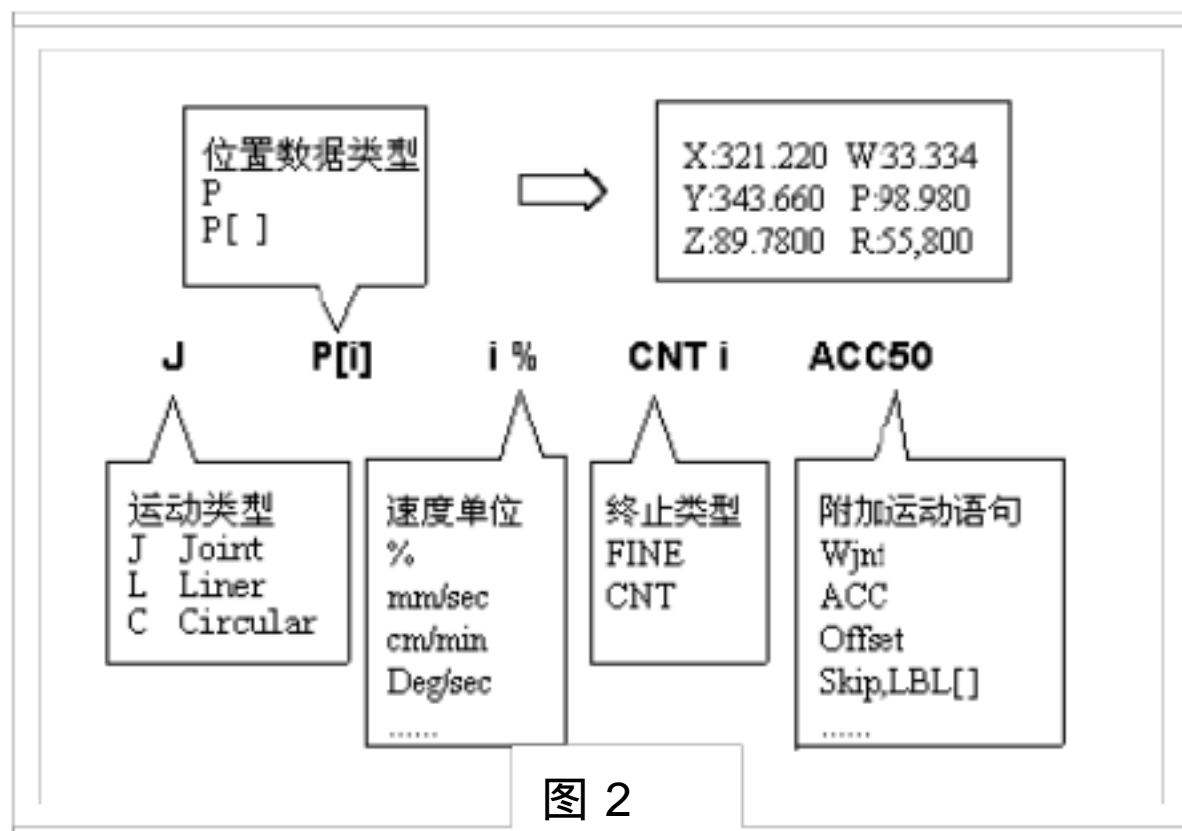 位置数据类型
P
P[ ]
X:321.220 W:33.334
Y:343.660 P:98.980
Z:89.7800 R:55,800
J P[i] i % CNT i ACC50
运动类型
J Joint
L Liner
C Circular
速度单位
%
mm/sec
cm/min
Deg/sec
......
终止类型
FINE
CNT
附加运动语句
Wjnt
ACC
Offset
Skip,LBL[]
......
图 2